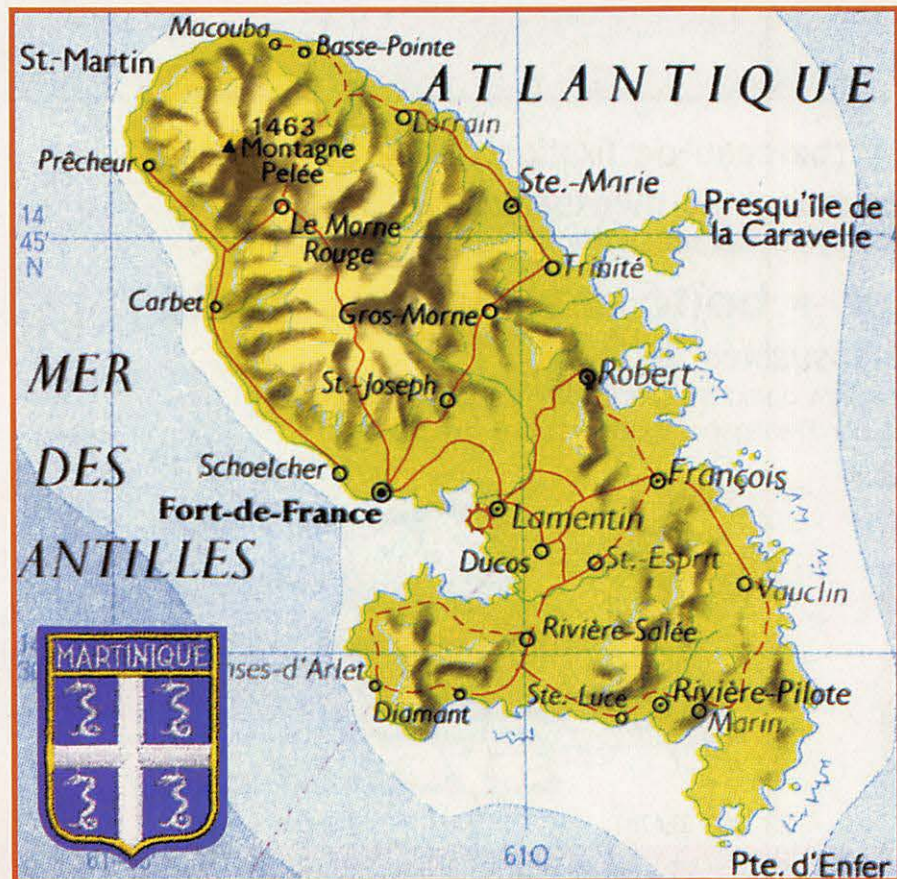 Macouba
Basse-Pointe
St.-Martin
ATLANTIQUE
Lorrain
1463
Montagne
Pelée
Prêcheur
Ste.-Marie
14
45'
N
Le Morne
Rouge
Presqu'île de
la Caravelle
Trinité
Carbet
Gros-Morne
MER
DES
ANTILLES
Robert
St.-Joseph
Schoelcher
François
Fort-de-France
Lamentin
Ducos
St.-Esprit
Vauclin
Rivière-Salée
MARTINIQUE
nses-d'Arlet
Diamant
Ste.-Luce
Rivière-Pilote
Marin
610
Pte. d'Enfer